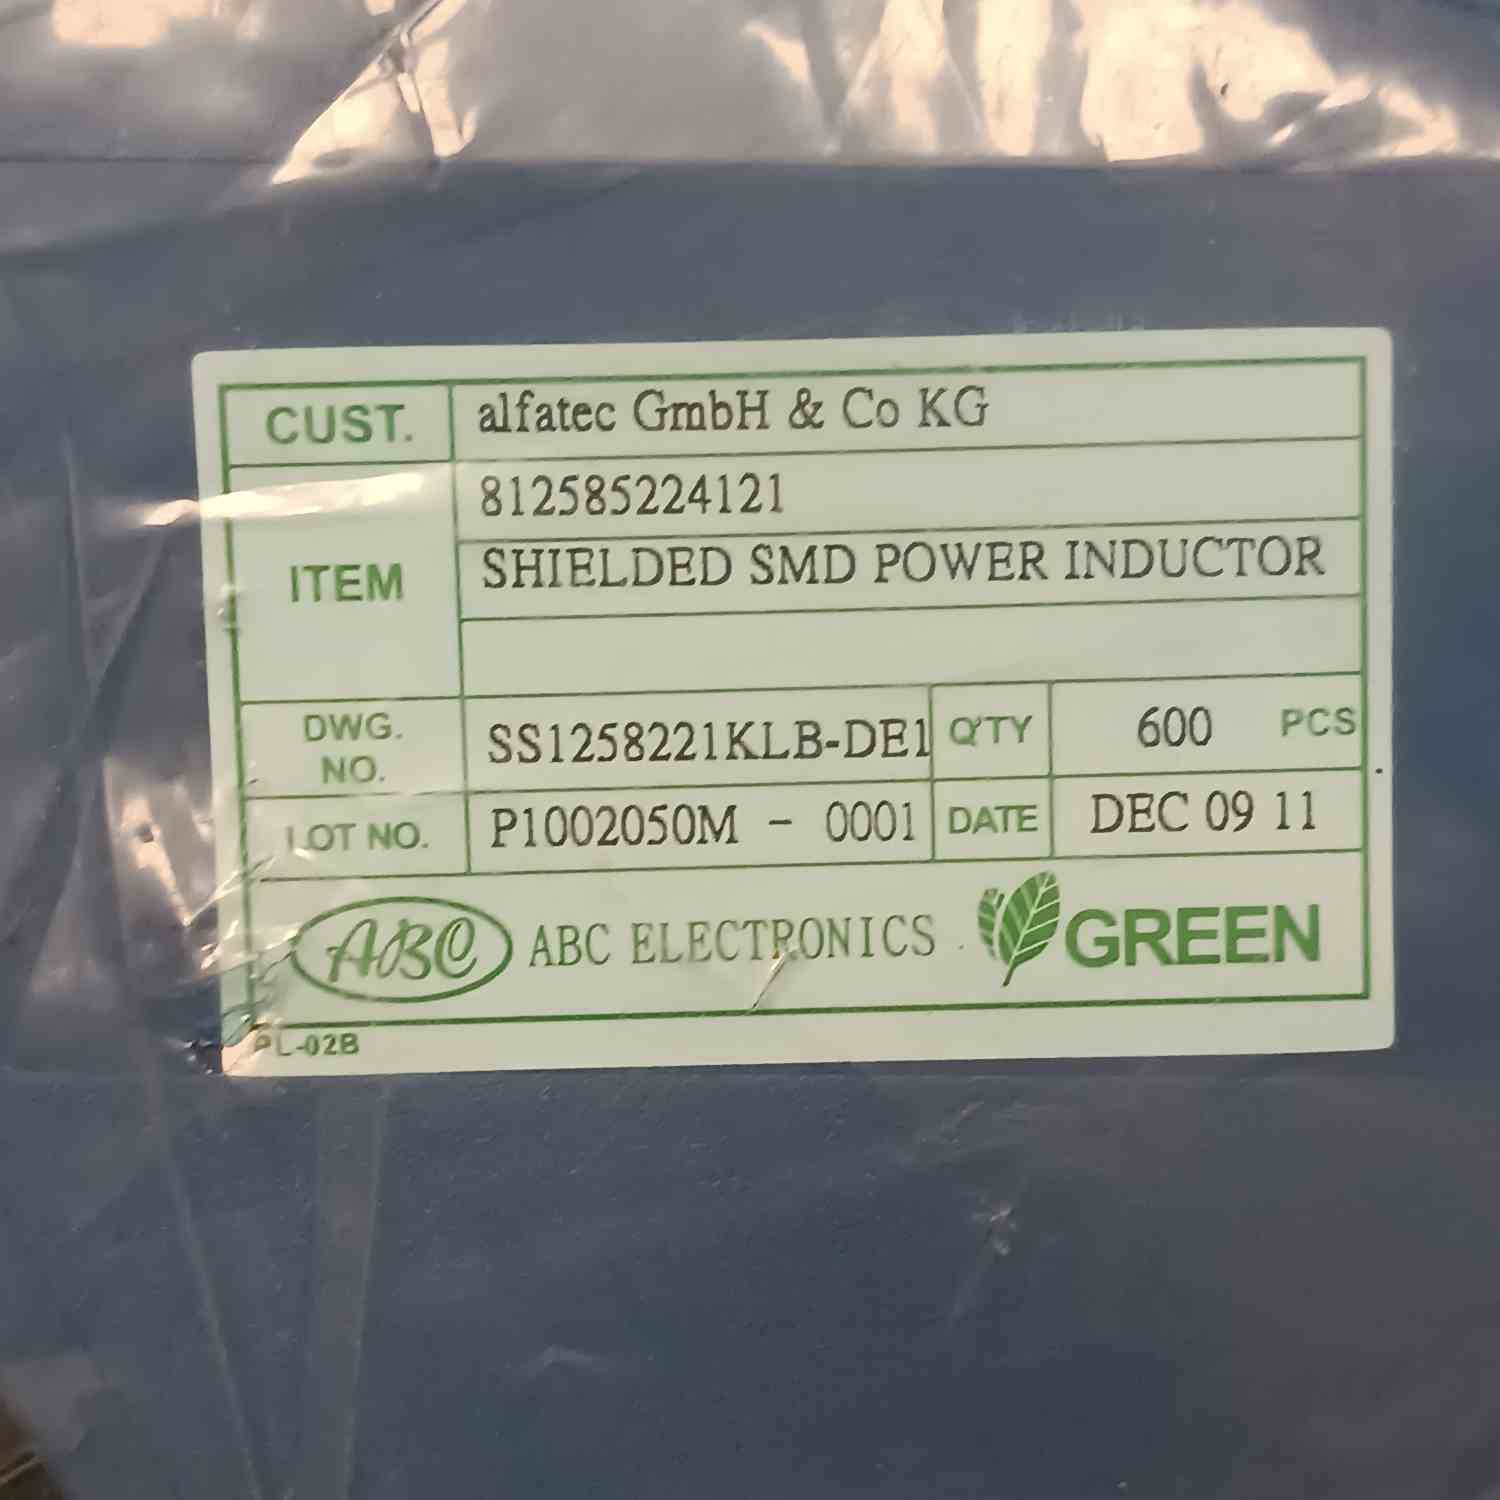 CUST. alfatec GmbH & Co KG
ITEM 812585224121
SHIELDED SMD POWER INDUCTOR
DWG. NO. SS1258221KLB-DE1 Q'TY 600 PCS
LOT NO. P1002050M - 0001 DATE DEC 09 11
ABC ABC ELECTRONICS GREEN
PL-02B